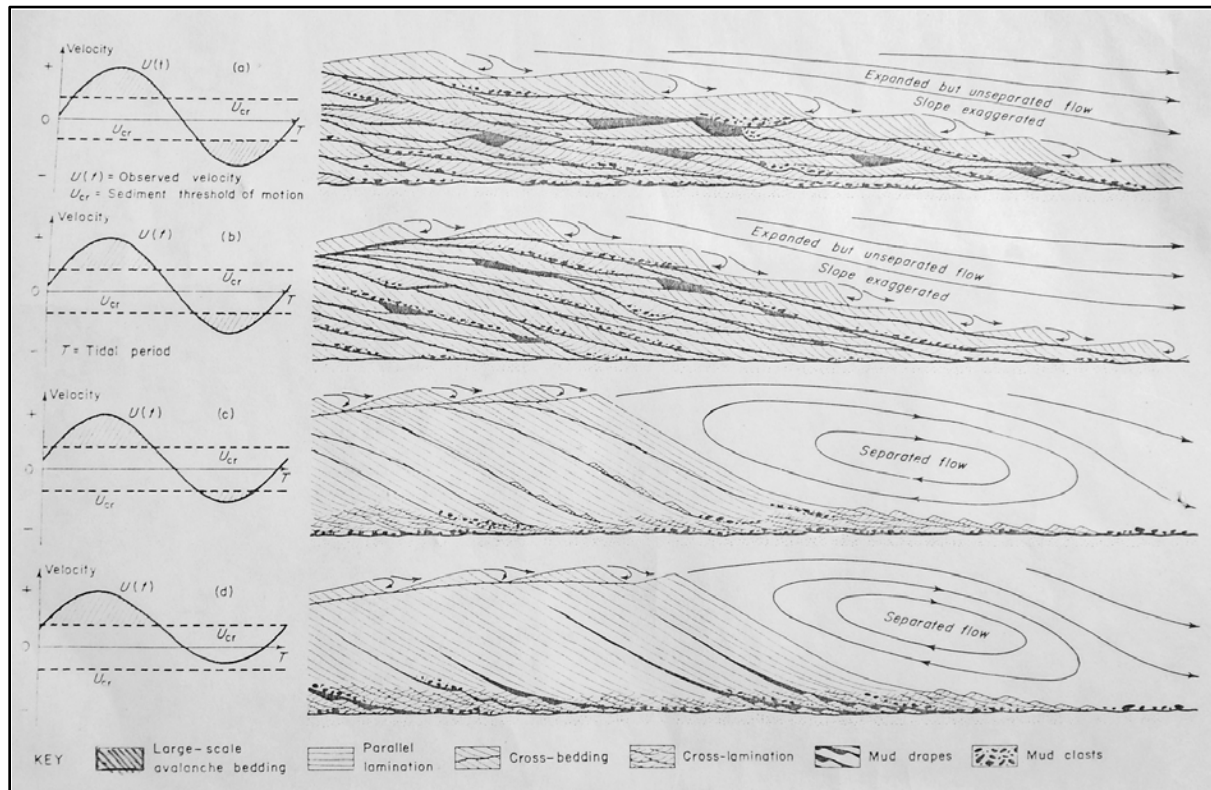 Velocity
+
U(t)
(a)
Ucr
0
Ucr
T
−
U(t) = Observed velocity
Ucr = Sediment threshold of motion
Expanded but unseparated flow
Slope exaggerated
Velocity
+
U(t)
(b)
Ucr
0
Ucr
T
−
T = Tidal period
Expanded but unseparated flow
Slope exaggerated
Velocity
+
U(t)
(c)
Ucr
0
T
Ucr
−
Separated flow
Velocity
+
U(t)
(d)
Ucr
0
T
Ucr
−
Separated flow
KEY
Large-scale
avalanche bedding
Parallel
lamination
Cross-bedding
Cross-lamination
Mud drapes
Mud clasts